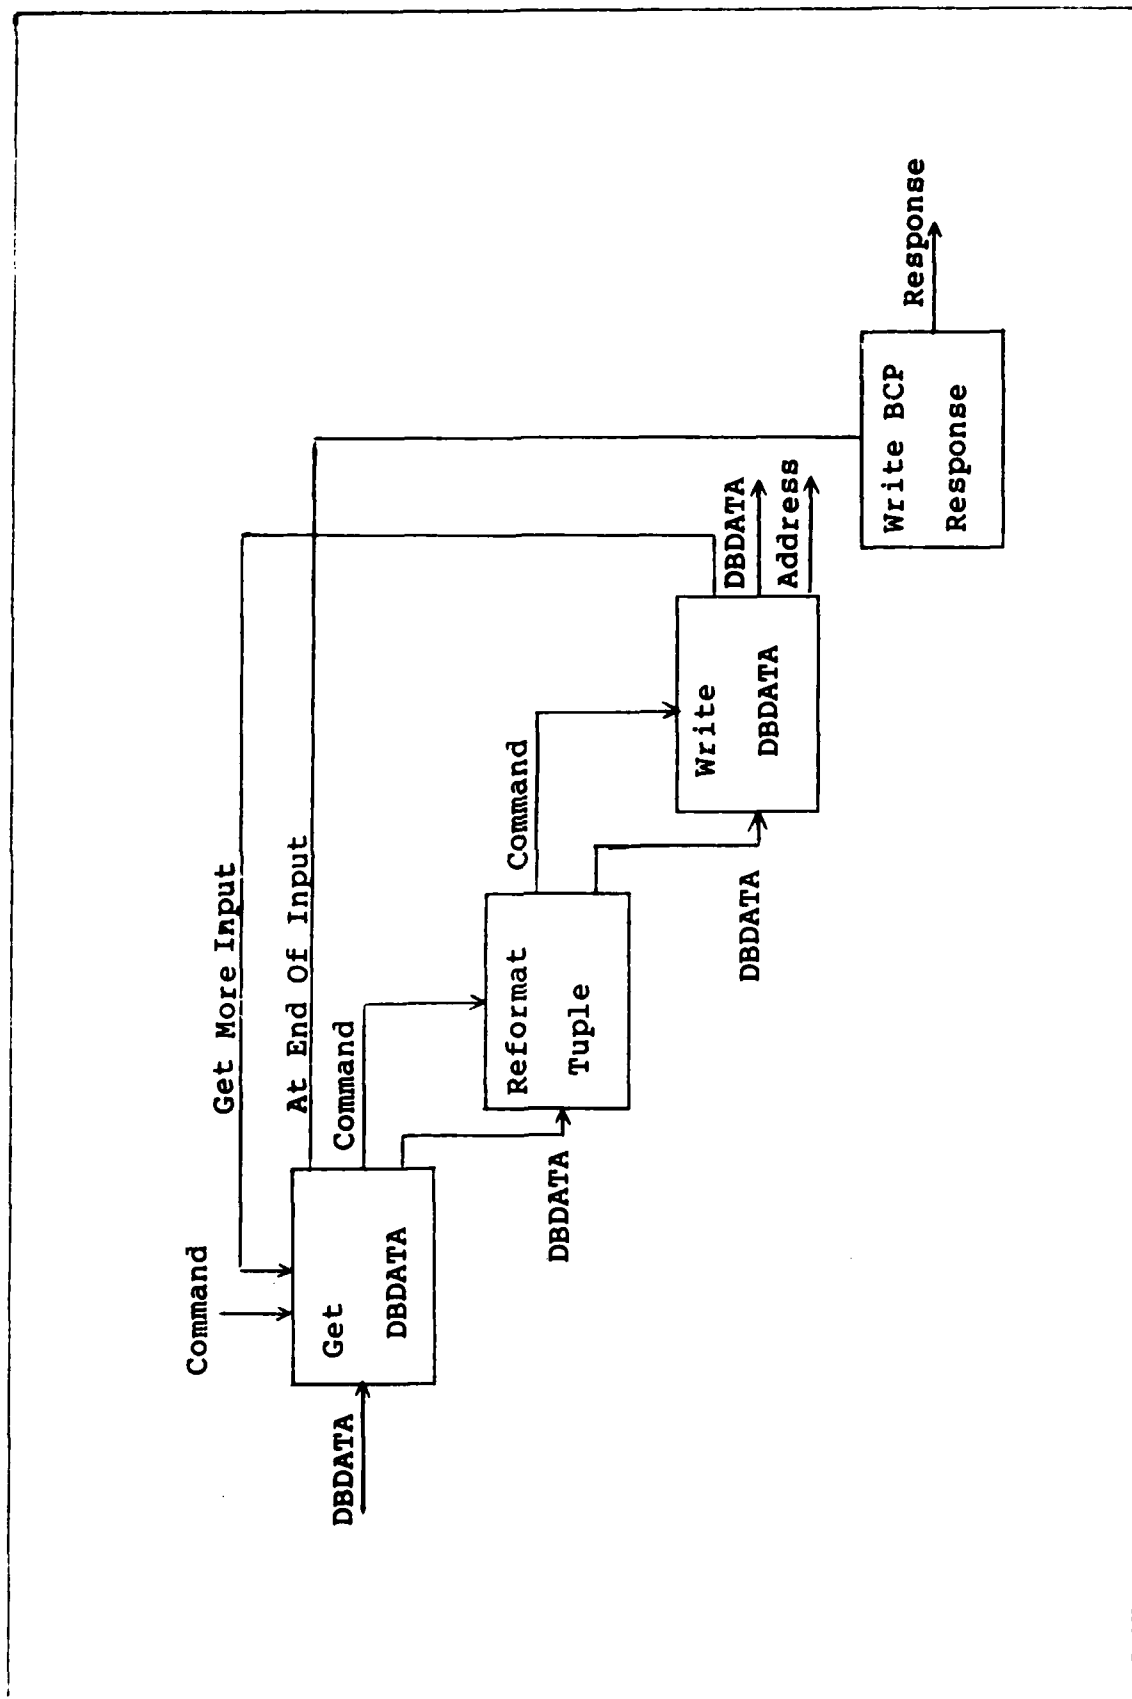 Get More Input
At End Of Input
Command
Command
DBDATA
Get
DBDATA
DBDATA
Reformat
Tuple
Command
DBDATA
Write
DBDATA
DBDATA
Address
Write BCP
Response
Response